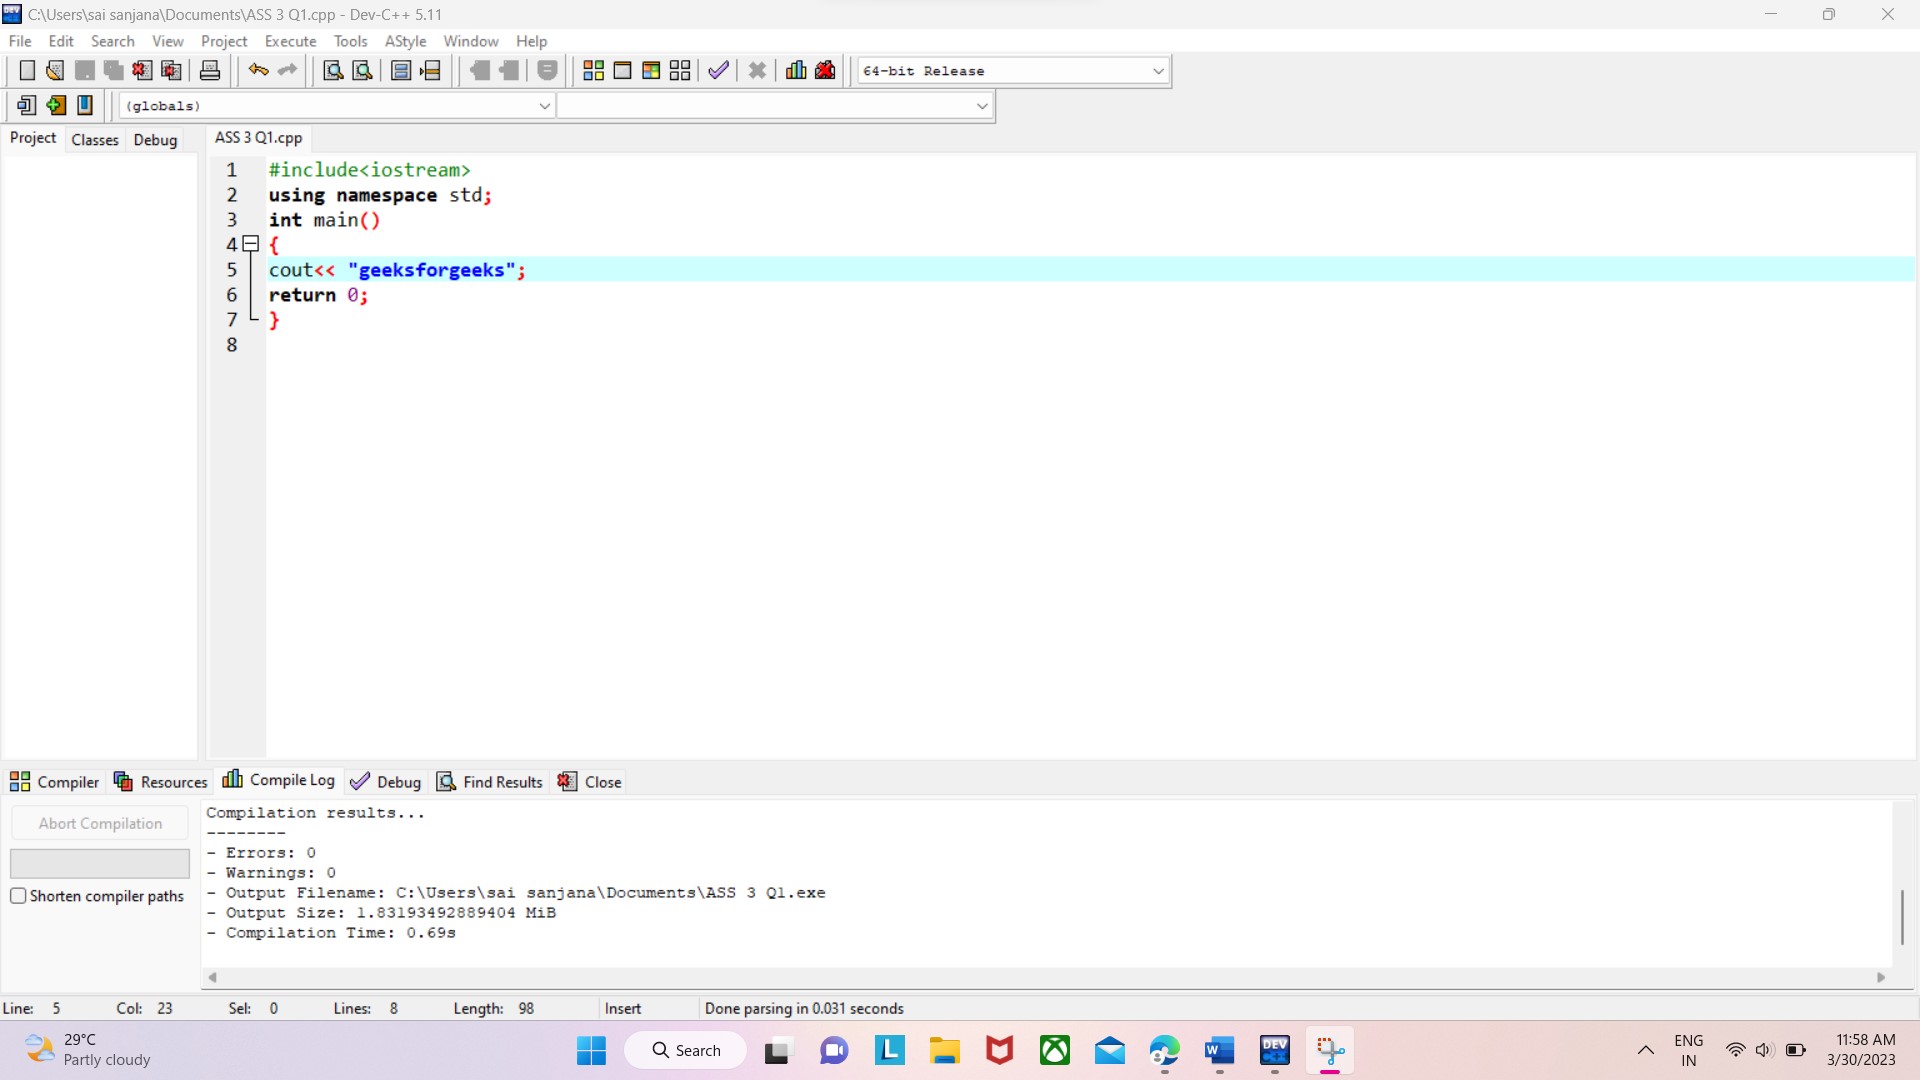 C:\Users\sai sanjana\Documents\ASS 3 Q1.cpp - Dev-C++ 5.11
File Edit Search View Project Execute Tools AStyle Window Help
64-bit Release
(globals)
Project Classes Debug ASS 3 Q1.cpp
1 #include<iostream>
2 using namespace std;
3 int main()
4 {
5 cout<< "geeksforgeeks";
6 return 0;
7 }
8
Compiler Resources Compile Log Debug Find Results Close
Abort Compilation
Shorten compiler paths
Compilation results...
--------
- Errors: 0
- Warnings: 0
- Output Filename: C:\Users\sai sanjana\Documents\ASS 3 Q1.exe
- Output Size: 1.83193492889404 MiB
- Compilation Time: 0.69s
Line: 5 Col: 23 Sel: 0 Lines: 8 Length: 98 Insert Done parsing in 0.031 seconds
29°C
Partly cloudy
Search
L
W
DEV
ENG
IN
11:58 AM
3/30/2023